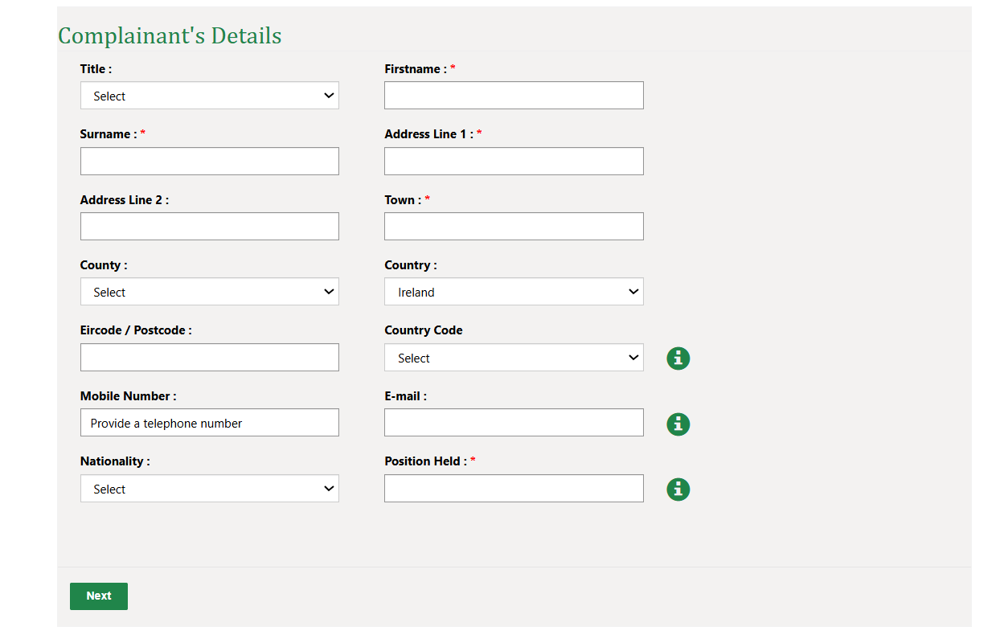 Complainant's Details
Title :
Firstname : *
Select
Surname : *
Address Line 1 : *
Address Line 2 :
Town : *
County :
Country :
Select
Ireland
Eircode / Postcode :
Country Code
Select
Mobile Number :
E-mail :
Provide a telephone number
Nationality :
Position Held : *
Select
Next